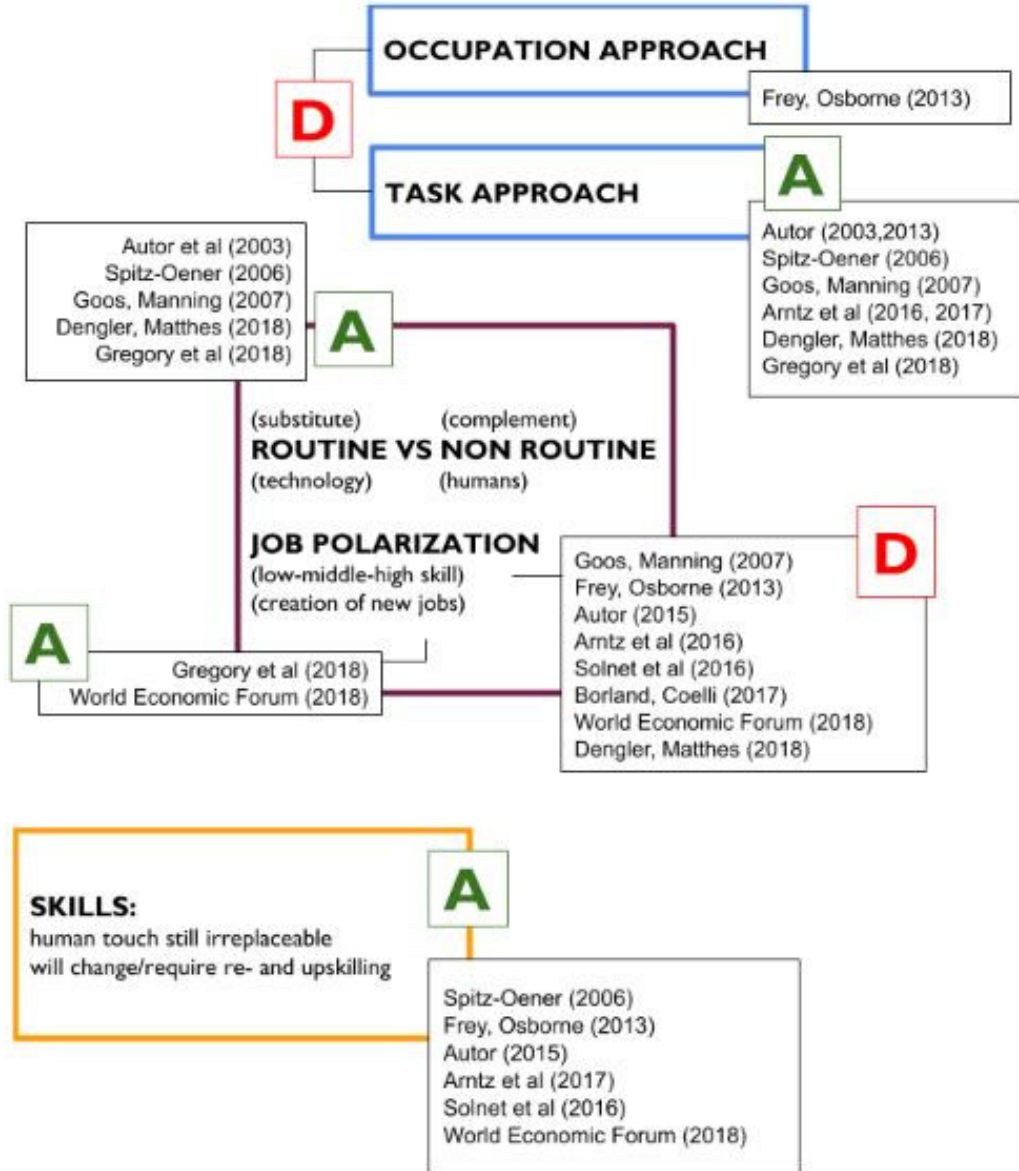 OCCUPATION APPROACH
Frey, Osborne (2013)
D
TASK APPROACH
A
Autor (2003,2013)
Spitz-Oener (2006)
Goos, Manning (2007)
Arntz et al (2016, 2017)
Dengler, Matthes (2018)
Gregory et al (2018)
Autor et al (2003)
Spitz-Oener (2006)
Goos, Manning (2007)
Dengler, Matthes (2018)
Gregory et al (2018)
A
(substitute) (complement)
ROUTINE VS NON ROUTINE
(technology) (humans)
JOB POLARIZATION
(low-middle-high skill)
(creation of new jobs)
D
Goos, Manning (2007)
Frey, Osborne (2013)
Autor (2015)
Arntz et al (2016)
Solnet et al (2016)
Borland, Coelli (2017)
World Economic Forum (2018)
Dengler, Matthes (2018)
A
Gregory et al (2018)
World Economic Forum (2018)
A
SKILLS:
human touch still irreplaceable
will change/require re- and upskilling
Spitz-Oener (2006)
Frey, Osborne (2013)
Autor (2015)
Arntz et al (2017)
Solnet et al (2016)
World Economic Forum (2018)